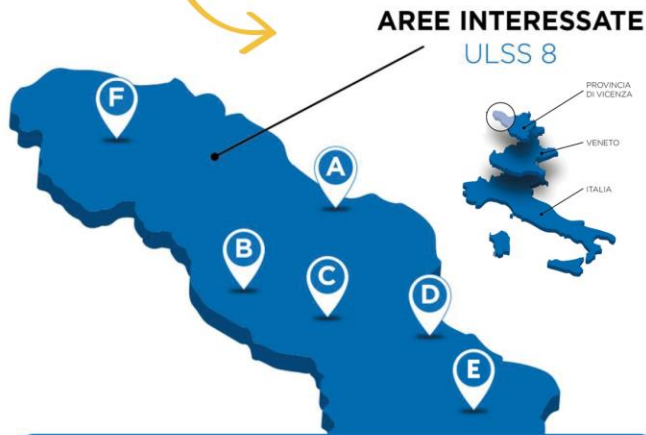 AREE INTERESSATE
ULSS 8
PROVINCIA
DI VICENZA
VENETO
ITALIA
F
A
B
C
D
E